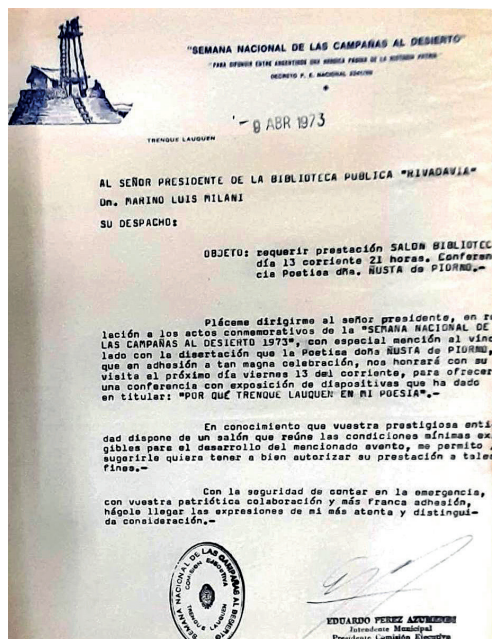 "SEMANA NACIONAL DE LAS CAMPAÑAS AL DESIERTO"
"PARA DIFUNDIR ENTRE ARGENTINOS UNA HEROICA PAGINA DE LA HISTORIA PATRIA"
DECRETO P. E. NACIONAL
9 ABR 1973
TRENQUE LAUQUEN
AL SEÑOR PRESIDENTE DE LA BIBLIOTECA PUBLICA "RIVADAVIA"
Dn. MARINO LUIS MILANI
SU DESPACHO:
OBJETO: requerir prestación SALON BIBLIOTEC
día 13 corriente 21 horas. Conferen
cia Poetisa dña. ÑUSTA de PIORNO.-
Pláceme dirigirme al señor presidente, en re
lación a los actos conmemorativos de la "SEMANA NACIONAL DE
LAS CAMPAÑAS AL DESIERTO 1973", con especial mención al vinc
lado con la disertación que la Poetisa doña ÑUSTA de PIORNO,
que en adhesión a tan magna celebración, nos honrará con su
visita el próximo día viernes 13 del corriente, para ofrecer
una conferencia con exposición de diapositivas que ha dado
en titular: "POR QUÉ TRENQUE LAUQUEN EN MI POESIA".-
En conocimiento que vuestra prestigiosa enti
dad dispone de un salón que reúne las condiciones mínimas exi
gibles para el desarrollo del mencionado evento, me permito
sugerirle quiera tener a bien autorizar su prestación a tales
fines.-
Con la seguridad de contar en la emergencia,
con vuestra patriótica colaboración y más franca adhesión,
hágole llegar las expresiones de mi más atenta y distingui-
da consideración.-
SEMANA NACIONAL DE LAS CAMPAÑAS AL DESIERTO
COMISION EJECUTIVA
TRENQUE LAUQUEN
EDUARDO PEREZ
Intendente Municipal
Presidente Comisión Ejecutiva